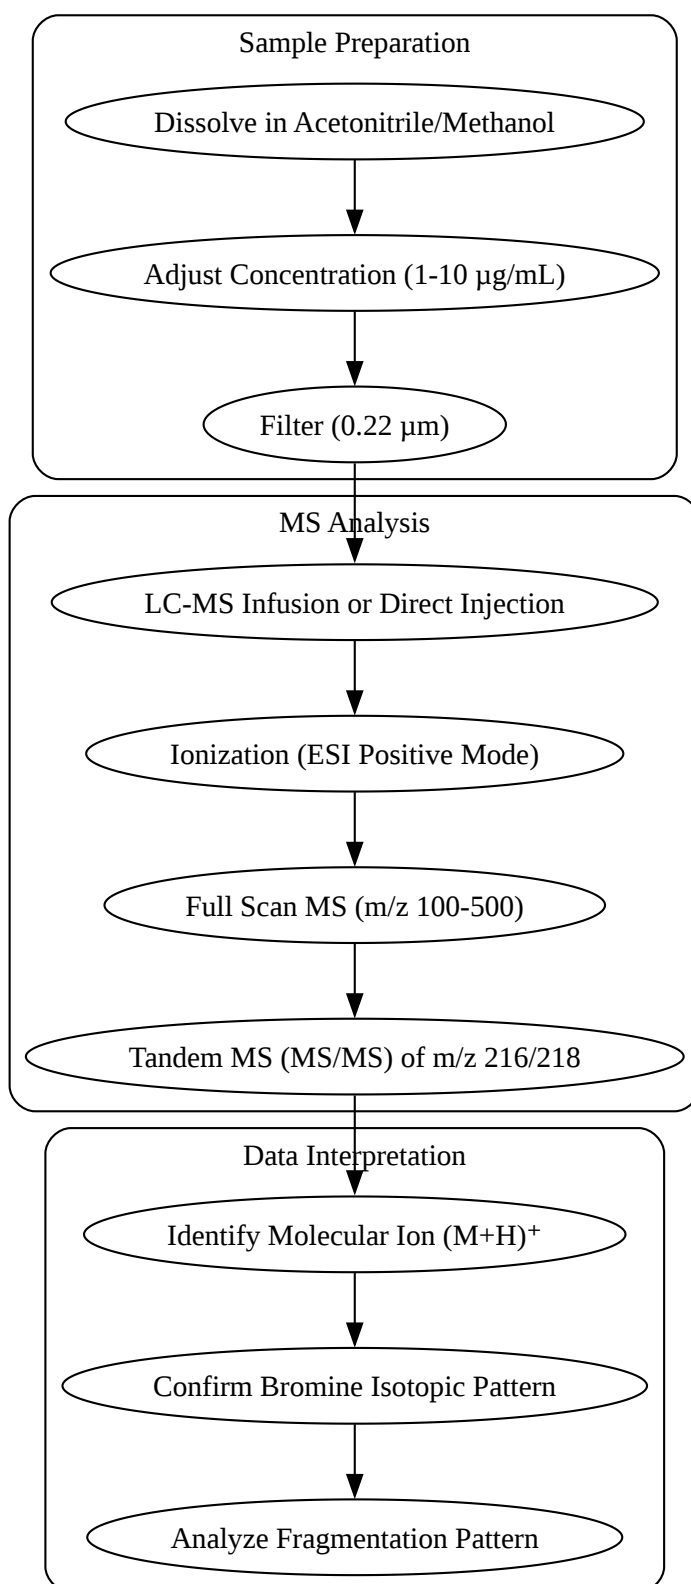 Sample Preparation
Dissolve in Acetonitrile/Methanol
Adjust Concentration (1-10 µg/mL)
Filter (0.22 µm)
MS Analysis
LC-MS Infusion or Direct Injection
Ionization (ESI Positive Mode)
Full Scan MS (m/z 100-500)
Tandem MS (MS/MS) of m/z 216/218
Data Interpretation
Identify Molecular Ion (M+H)⁺
Confirm Bromine Isotopic Pattern
Analyze Fragmentation Pattern